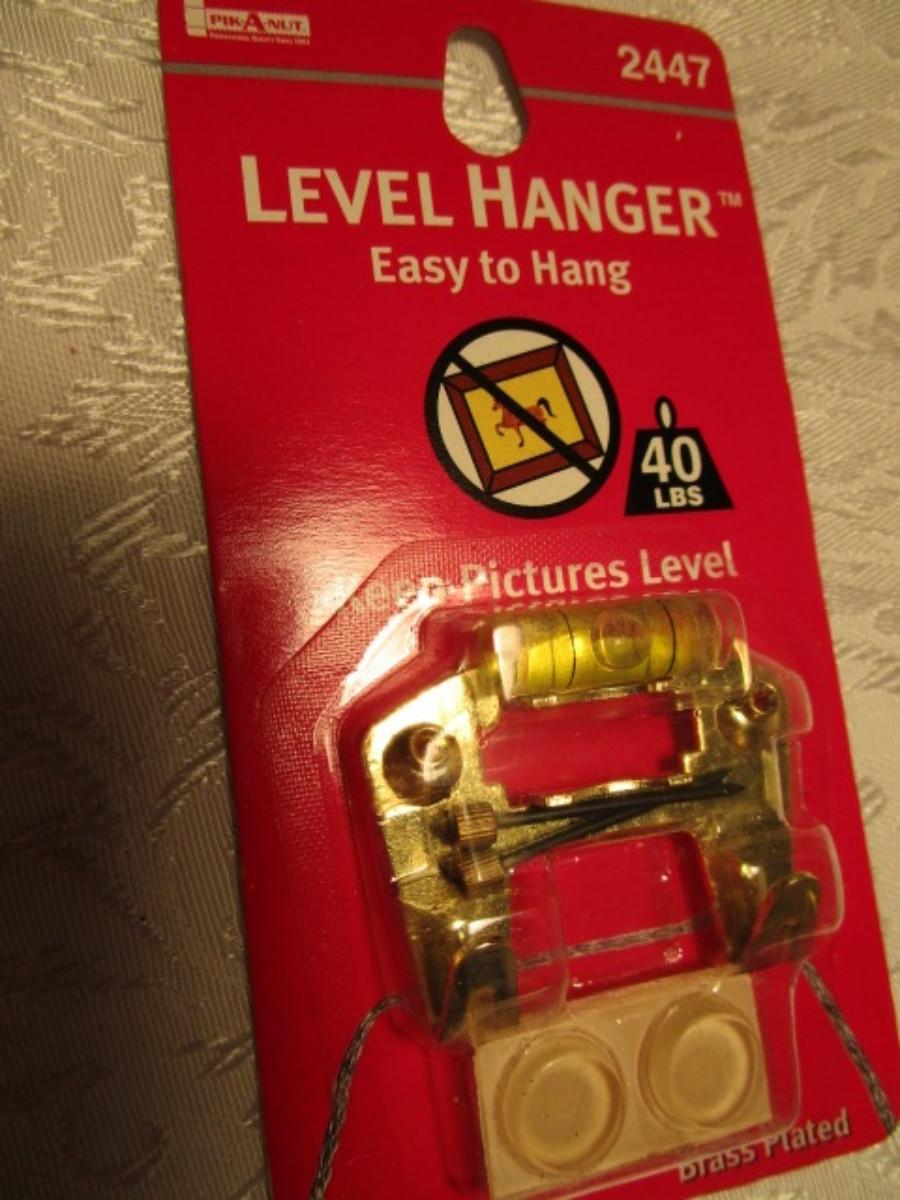 PIK-A-NUT.
2447
LEVEL HANGER™
Easy to Hang
40
LBS
Keep Pictures Level
Brass Plated